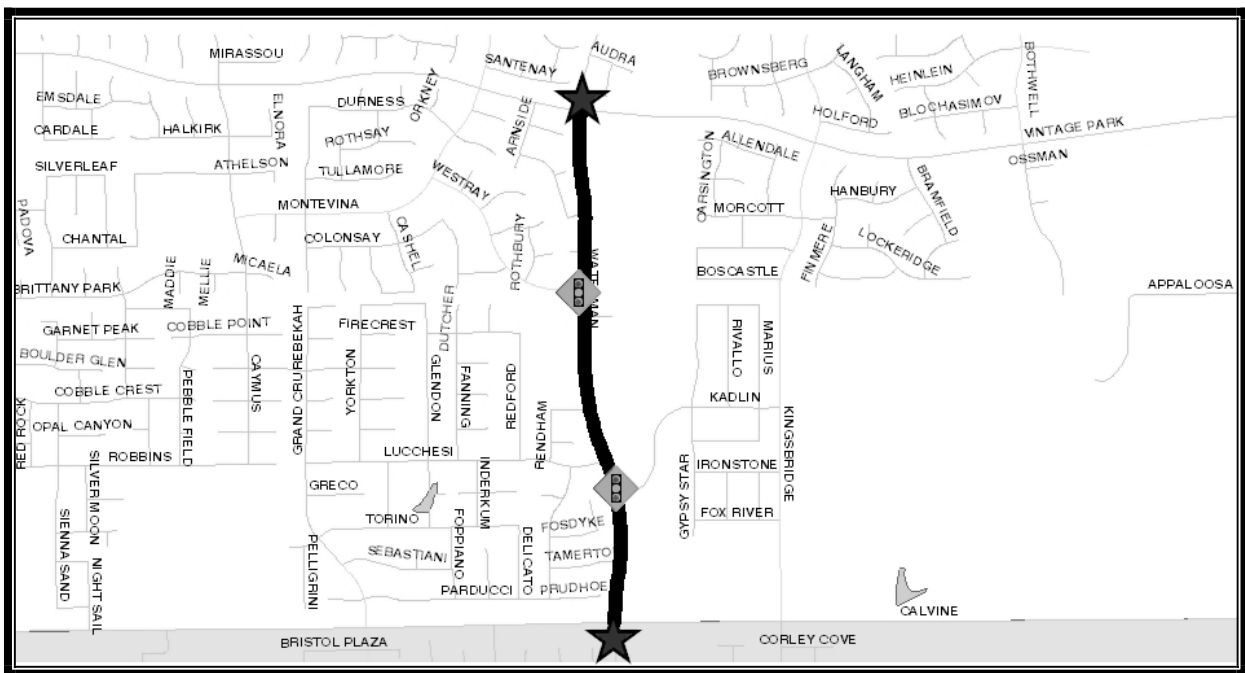 MIRASSOU
SANTENAY
AUDRA
BROWNSBERG
LANGHAM
HEINLEIN
BOTHWELL
EMSDALE
ELNORA
DURNESS
ORKNEY
ARNSIDE
HOLFORD
BLOCHASIMOV
CARDALE
HALKIRK
ROTHSAY
ALLENDALE
VINTAGE PARK
OSSMAN
SILVERLEAF
ATHELSON
TULLAMORE
WESTRAY
CARSINGTON
HANBURY
BRAMFIELD
PADOVA
MONTEVINA
MORCOTT
CHANTAL
COLONSAY
CASHEL
ROTHBURY
WATERMAN
FINMERE
LOCKERIDGE
MADDIE
MELLIE
MICAELA
BOSCASTLE
BRITTANY PARK
APPALOOSA
GARNET PEAK
COBBLE POINT
GRAND CRUREBEKAH
FIRECREST
DUTCHER
RIVALLO
MARIUS
BOULDER GLEN
CAYMUS
YORKTON
GLENDON
FANNING
REDFORD
COBBLE CREST
PEBBLE FIELD
KADLIN
RED ROCK
OPAL CANYON
RENDHAM
KINGSBRIDGE
ROBBINS
LUCCHESI
IRONSTONE
SILVER MOON
GRECO
INDERKUM
GYPSY STAR
SIENNA SAND
TORINO
FOPPIANO
FOSDYKE
FOX RIVER
NIGHT SAIL
PELLIGRINI
SEBASTIANI
DELICATO
TAMERTO
PARDUCCI
PRUDHOE
CALVINE
BRISTOL PLAZA
CORLEY COVE